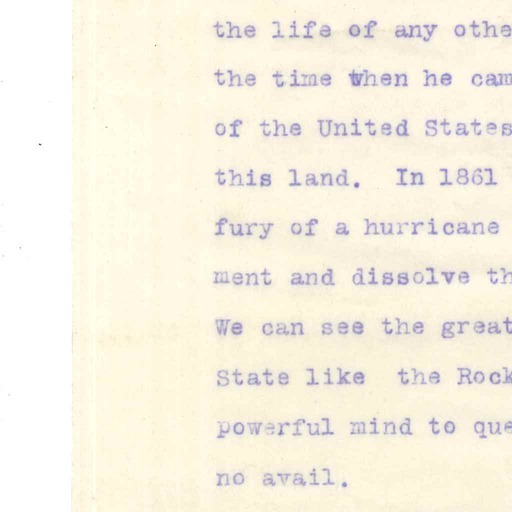 the life of any othe
the time when he cam
of the United States
this land.  In 1861
fury of a hurricane
ment and dissolve th
We can see the great
State like  the Rock
powerful mind to que
no avail.